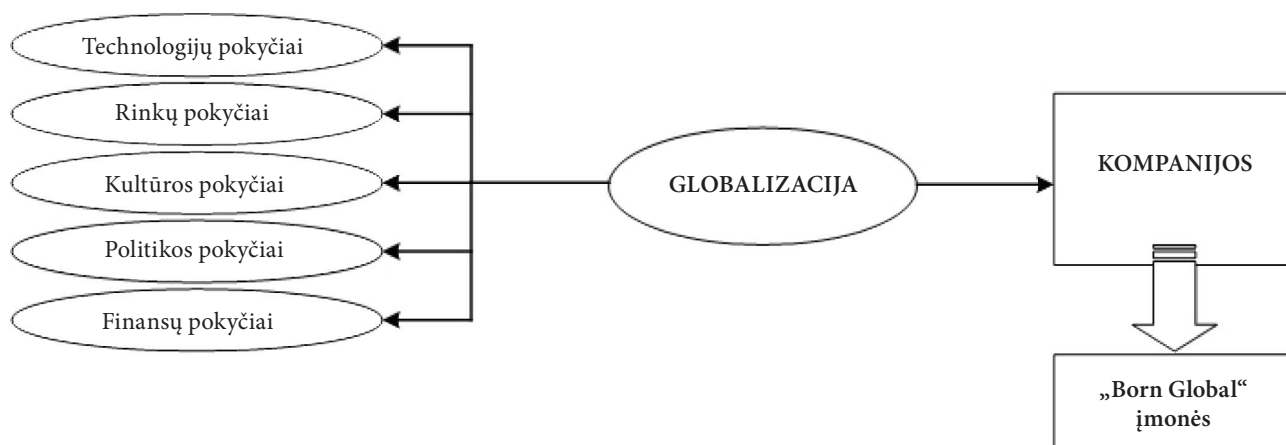 Technologijų pokyčiai
Rinkų pokyčiai
Kultūros pokyčiai
Politikos pokyčiai
Finansų pokyčiai
GLOBALIZACIJA
KOMPANIJOS
„Born Global“
įmonės